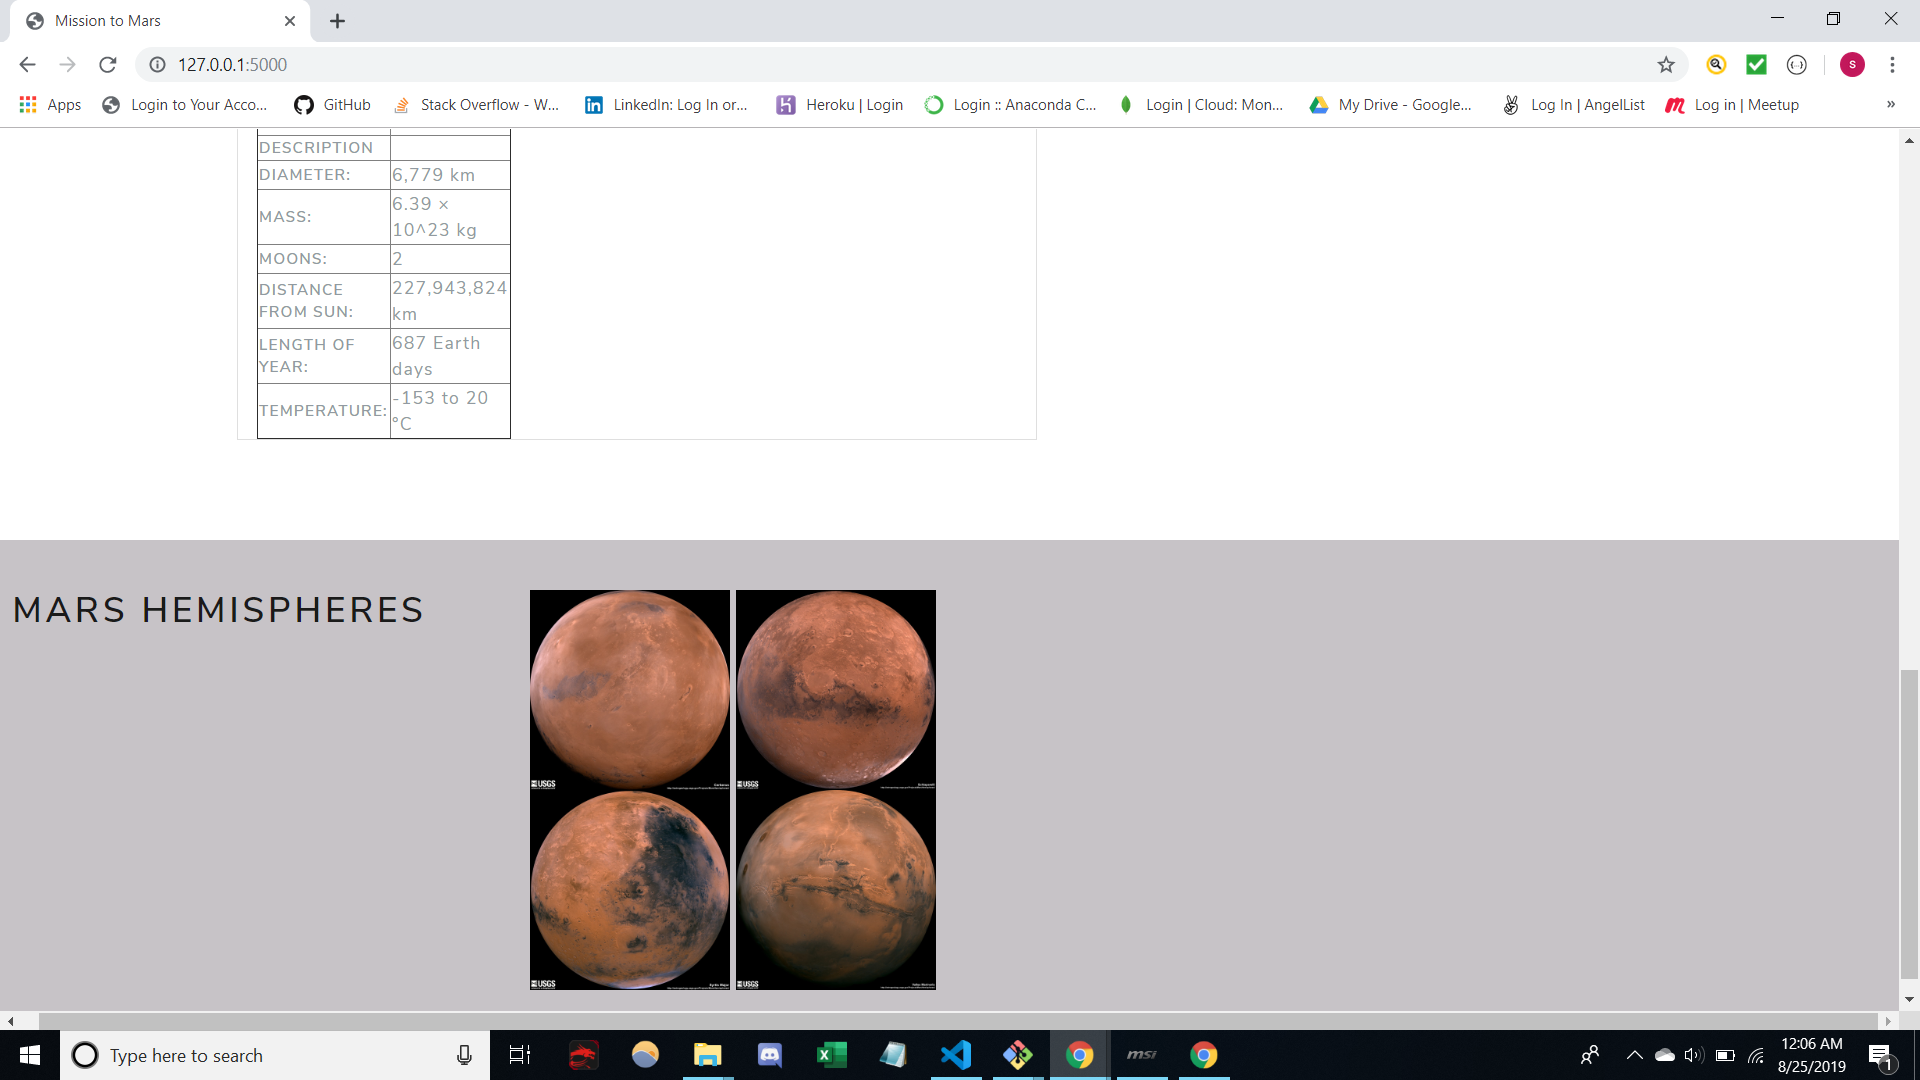 Mission to Mars
127.0.0.1:5000
s
Apps
Login to Your Acco...
GitHub
Stack Overflow - W...
LinkedIn: Log In or...
Heroku | Login
Login :: Anaconda C...
Login | Cloud: Mon...
My Drive - Google...
Log In | AngelList
Log in | Meetup
»
DESCRIPTION
DIAMETER: 6,779 km
MASS: 6.39 ×
10^23 kg
MOONS: 2
DISTANCE
FROM SUN:
227,943,824
km
LENGTH OF
YEAR:
687 Earth
days
TEMPERATURE:
-153 to 20
°C
MARS HEMISPHERES
USGS
USGS
USGS
USGS
Type here to search
msi
12:06 AM
8/25/2019
1